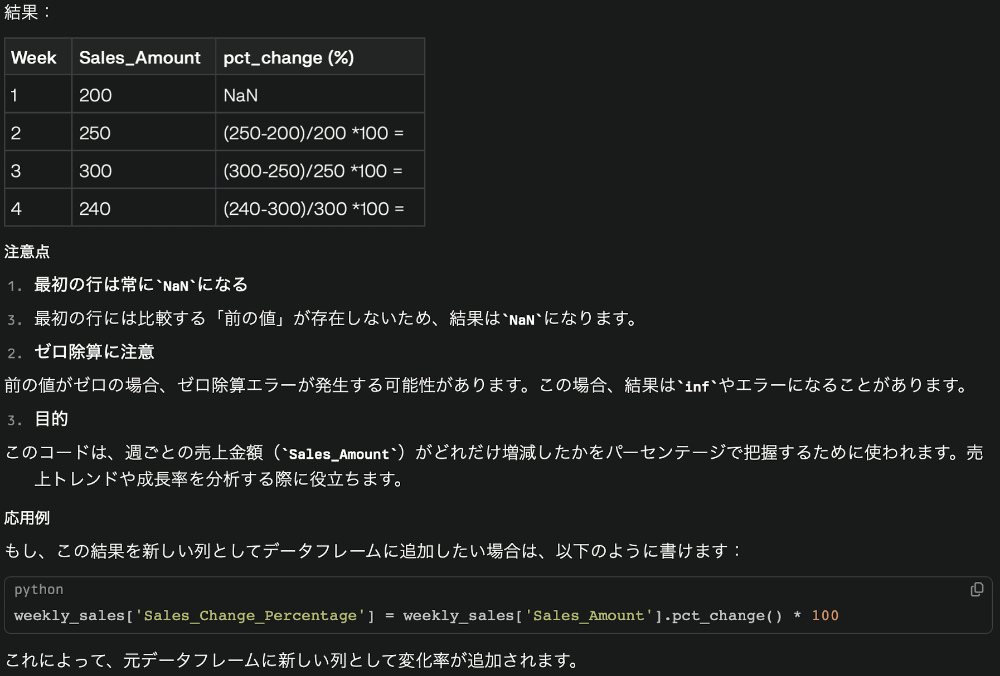 結果：
Week Sales_Amount pct_change (%)
1 200 NaN
2 250 (250-200)/200 *100 =
3 300 (300-250)/250 *100 =
4 240 (240-300)/300 *100 =
注意点
1. 最初の行は常に`NaN`になる
3. 最初の行には比較する「前の値」が存在しないため、結果は`NaN`になります。
2. ゼロ除算に注意
前の値がゼロの場合、ゼロ除算エラーが発生する可能性があります。この場合、結果は`inf`やエラーになることがあります。
3. 目的
このコードは、週ごとの売上金額（`Sales_Amount`）がどれだけ増減したかをパーセンテージで把握するために使われます。売
上トレンドや成長率を分析する際に役立ちます。
応用例
もし、この結果を新しい列としてデータフレームに追加したい場合は、以下のように書けます：
python
weekly_sales['Sales_Change_Percentage'] = weekly_sales['Sales_Amount'].pct_change() * 100
これによって、元データフレームに新しい列として変化率が追加されます。